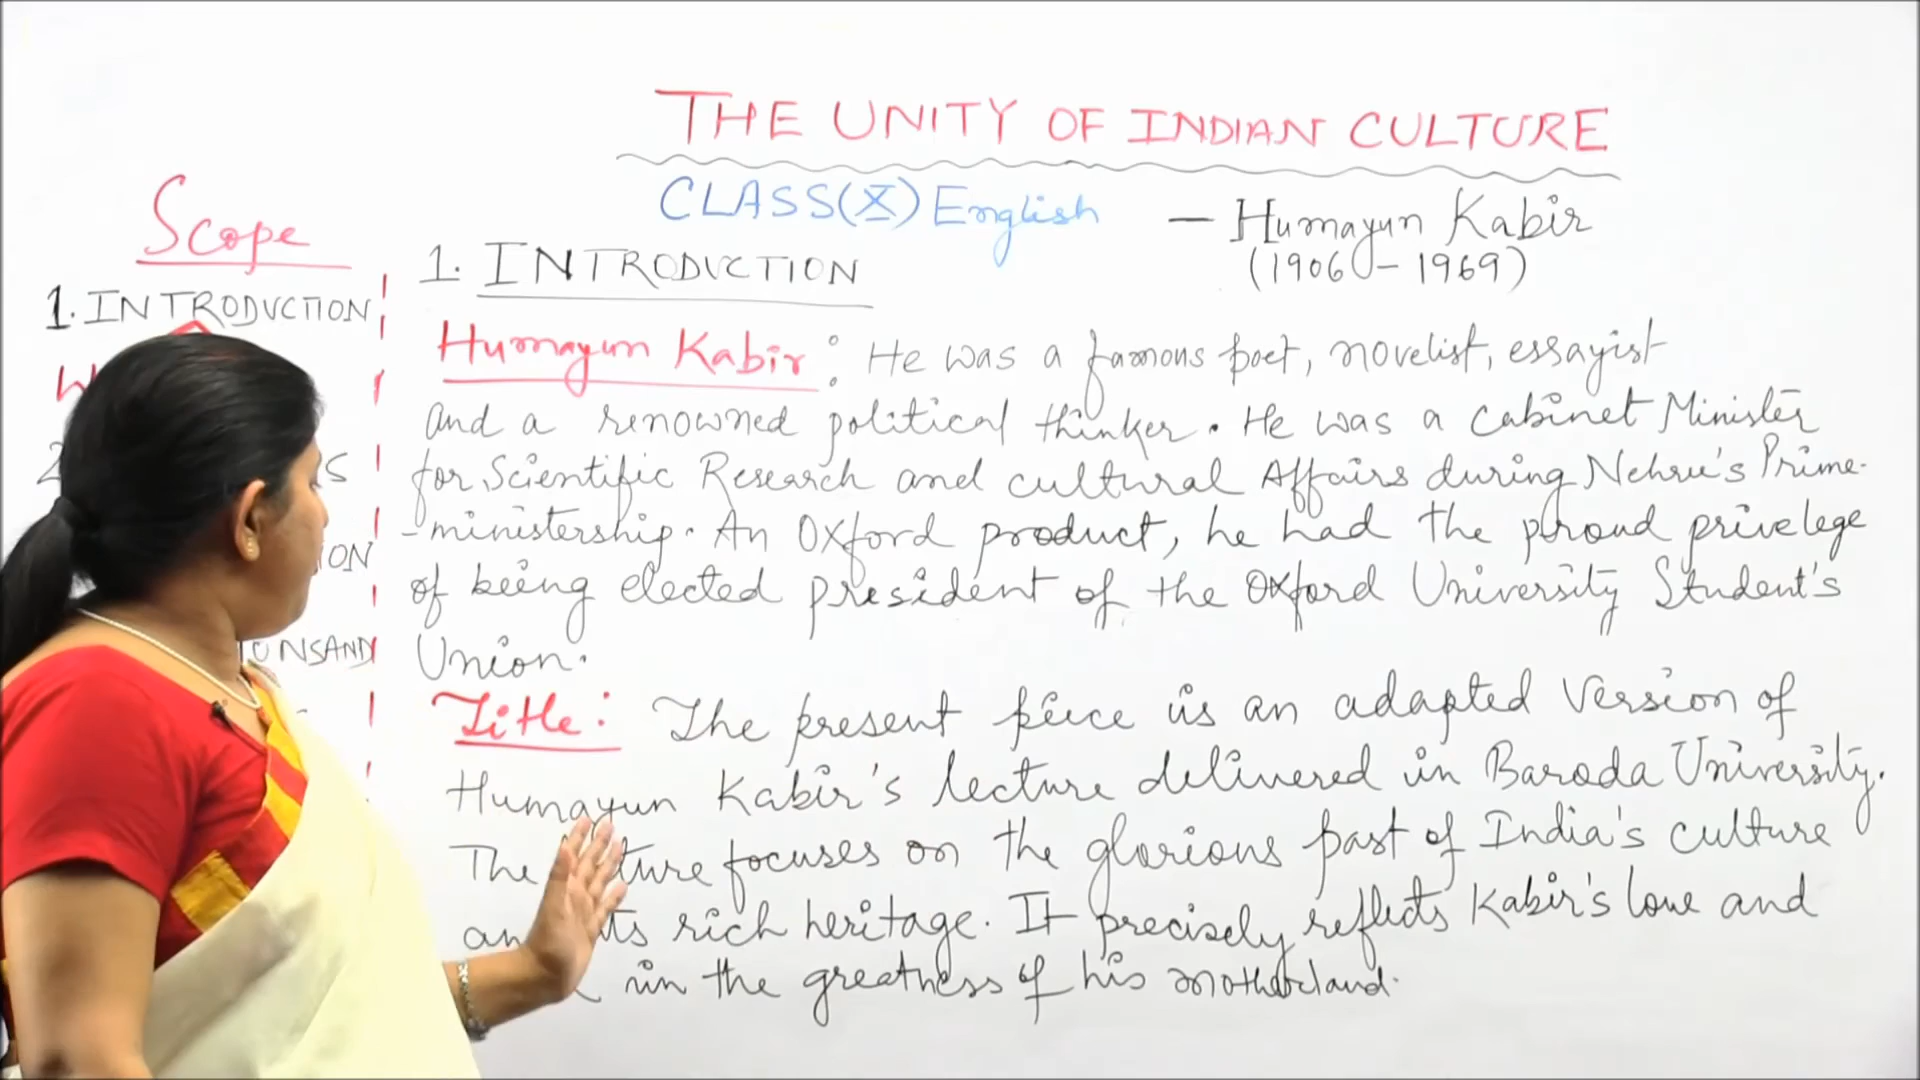 THE UNITY OF INDIAN CULTURE
CLASS(X) English
— Humayun Kabir
(1906 - 1969)
Scope
1. INTRODUCTION
1. INTRODUCTION
Humayun Kabir: He was a famous poet, novelist, essayist
and a renowned political thinker. He was a cabinet Minister
for Scientific Research and cultural Affairs during Nehru's Prime-
-ministership. An Oxford product, he had the proud privelege
of being elected president of the Oxford University Student's
Union.
Title: The present piece is an adapted version of
Humayun Kabir's lecture delivered in Baroda University.
The focuses on the glorious past of India's culture
rich heritage. It precisely reflects Kabir's love and
in the greatness of his motherland.